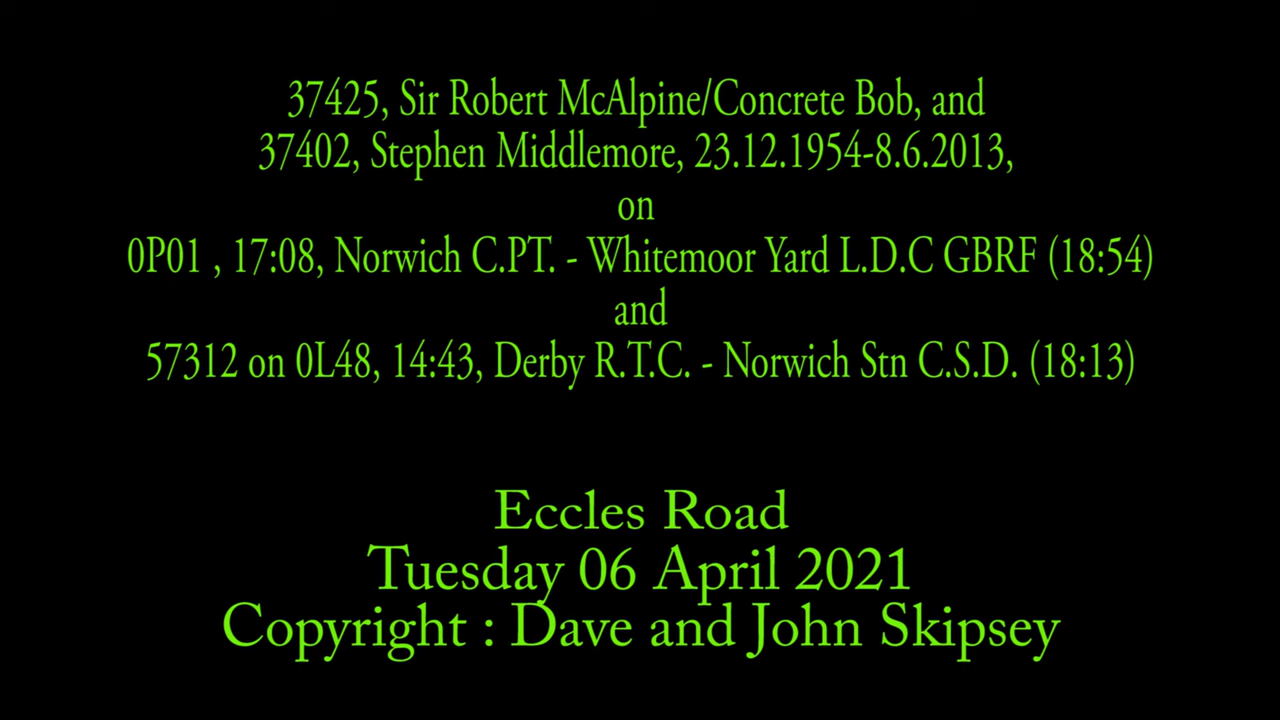 37425, Sir Robert McAlpine/Concrete Bob, and
37402, Stephen Middlemore, 23.12.1954-8.6.2013,
on
0P01 , 17:08, Norwich C.PT. - Whitemoor Yard L.D.C GBRF (18:54)
and
57312 on 0L48, 14:43, Derby R.T.C. - Norwich Stn C.S.D. (18:13)
Eccles Road
Tuesday 06 April 2021
Copyright : Dave and John Skipsey